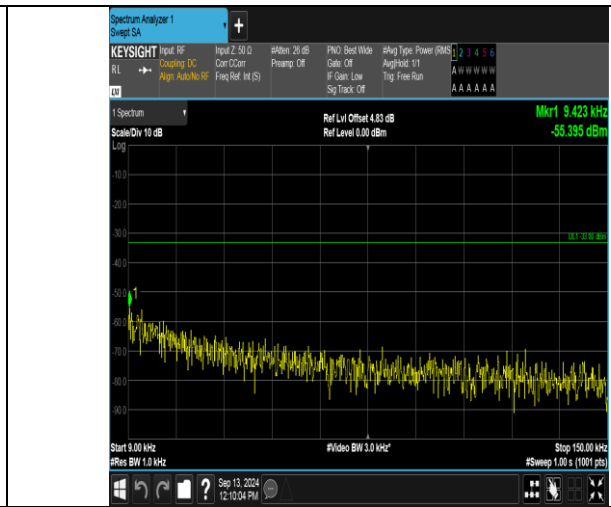 Spectrum Analyzer 1
Swept SA
+
KEYSIGHT Input: RF Input Z: 50 Ω #Atten: 26 dB PNO: Best Wide #Avg Type: Power (RMS 1 2 3 4 5 6
RL Coupling: DC Corr CCorr Preamp: Off Gate: Off Avg|Hold: 1/1 A W W W W W
Align: Auto/No RF Freq Ref: Int (S) IF Gain: Low Trig: Free Run
LXI Sig Track: Off A A A A A A
1 Spectrum Ref Lvl Offset 4.83 dB Mkr1 9.423 kHz
Scale/Div 10 dB Ref Level 0.00 dBm -55.395 dBm
Log
-10.0
-20.0
-30.0
DL1 -33.00 dBm
-40.0
-50.0
1
-60.0
-70.0
-80.0
-90.0
Start 9.00 kHz #Video BW 3.0 kHz* Stop 150.00 kHz
#Res BW 1.0 kHz #Sweep 1.00 s (1001 pts)
? Sep 13, 2024
12:10:04 PM